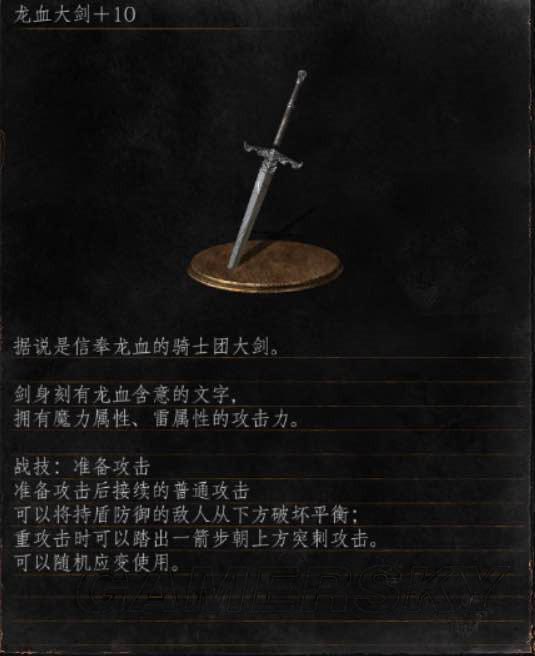 龙血大剑+10
据说是信奉龙血的骑士团大剑。
剑身刻有龙血含意的文字，
拥有魔力属性、雷属性的攻击力。
战技：准备攻击
准备攻击后接续的普通攻击
可以将持盾防御的敌人从下方破坏平衡；
重攻击时可以踏出一箭步朝上方突刺攻击。
可以随机应变使用。
GAMERSKY